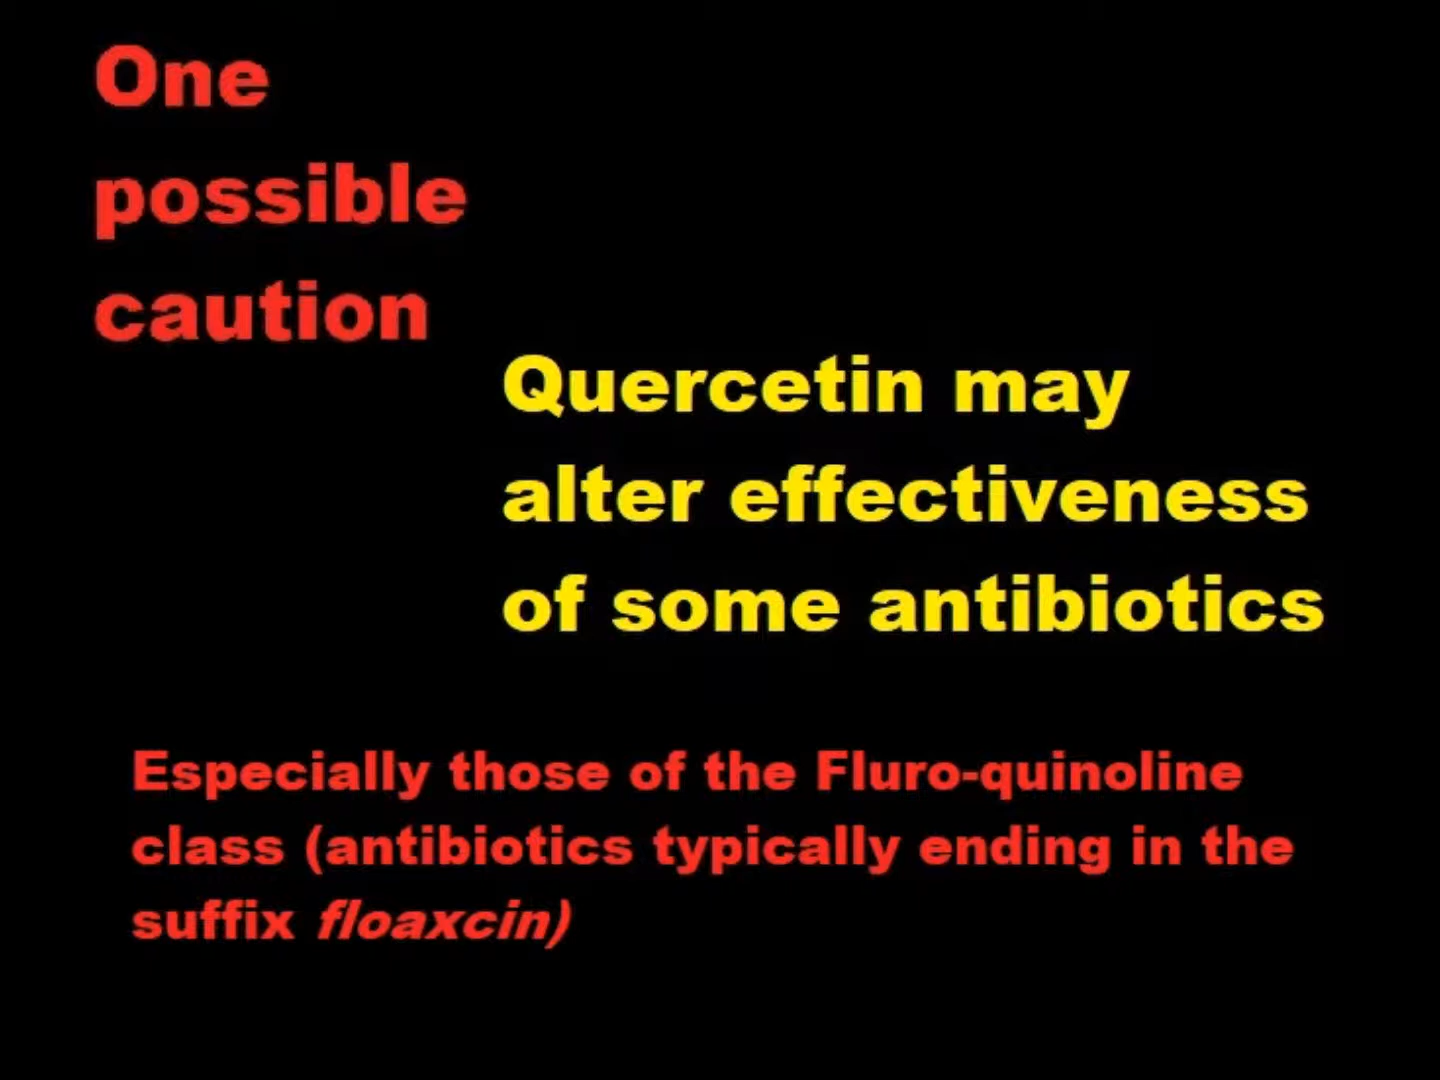 One
possible
caution
Quercetin may
alter effectiveness
of some antibiotics
Especially those of the Fluro-quinoline
class (antibiotics typically ending in the
suffix floaxcin)